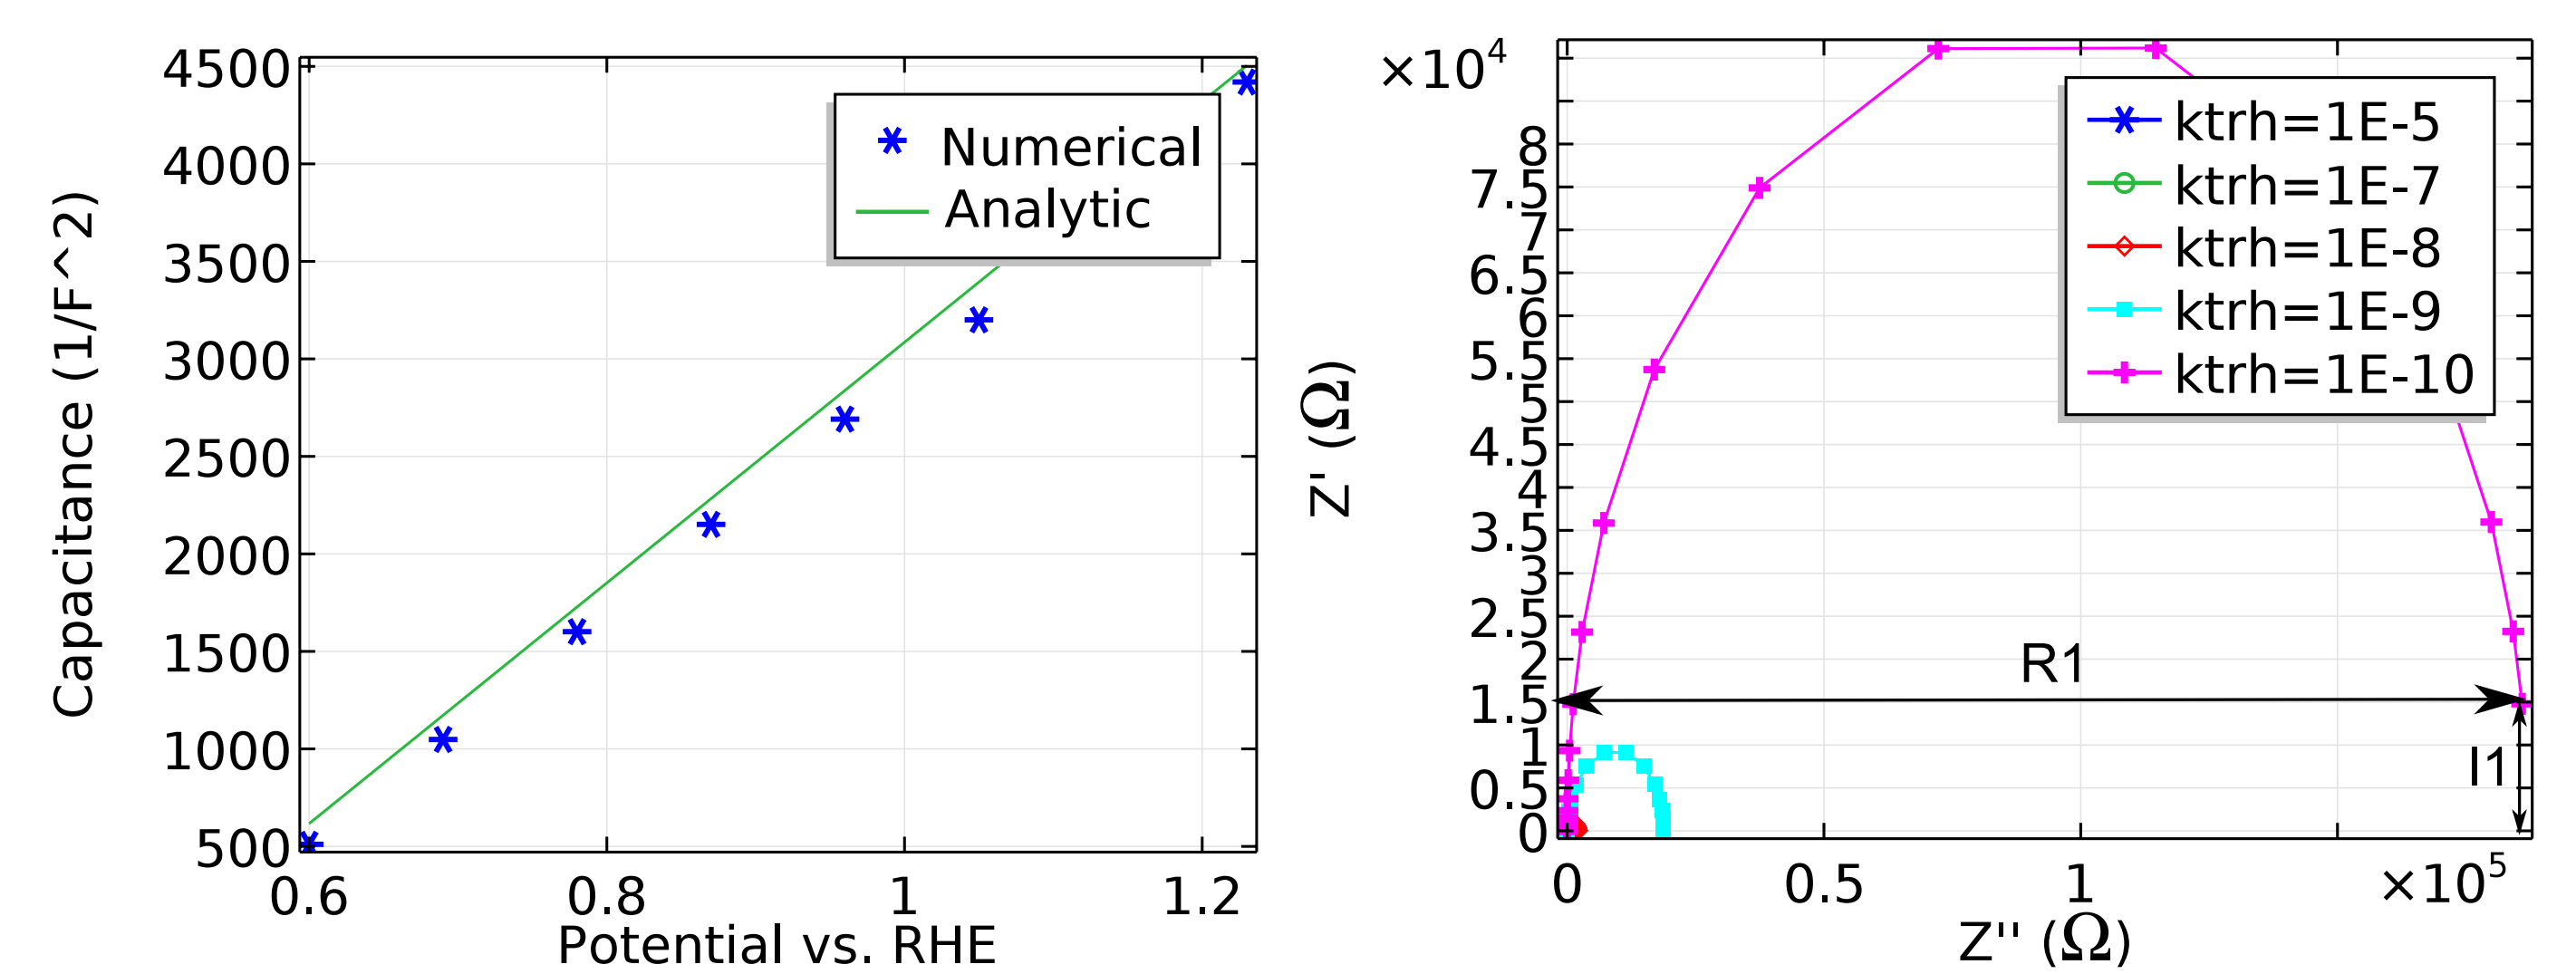 Capacitance (1/F^2)
4500
4000
3500
3000
2500
2000
1500
1000
500
0.6 0.8 1 1.2
Potential vs. RHE
Numerical
Analytic
Z' (Ω)
×10⁴
8
7.5
7
6.5
6
5.5
5
4.5
4
3.5
3
2.5
2
1.5
1
0.5
0
0 0.5 1 ×10⁵
Z'' (Ω)
ktrh=1E-5
ktrh=1E-7
ktrh=1E-8
ktrh=1E-9
ktrh=1E-10
R1
I1